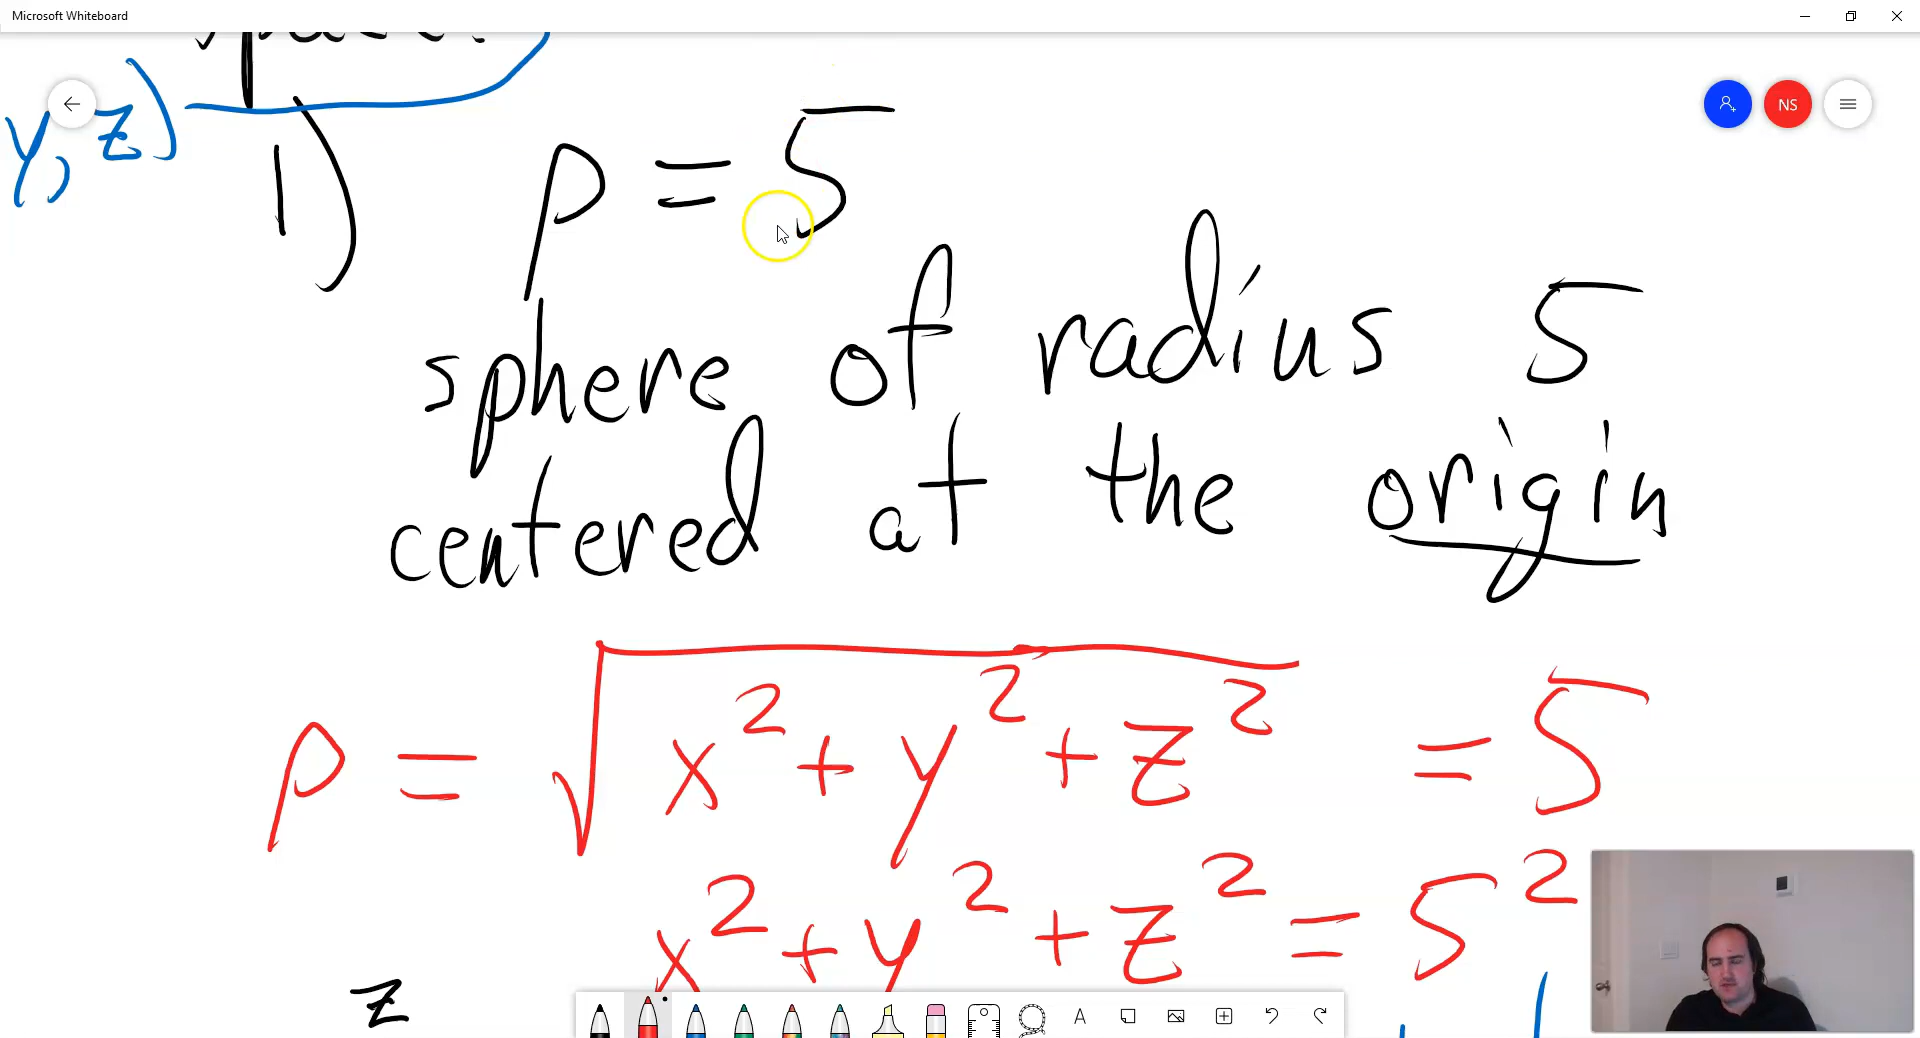 Microsoft Whiteboard
y, z)
NS
1) ρ = 5
sphere of radius 5
centered at the origin
ρ = √(x² + y² + z²) = 5
x² + y² + z² = 5²
z
A